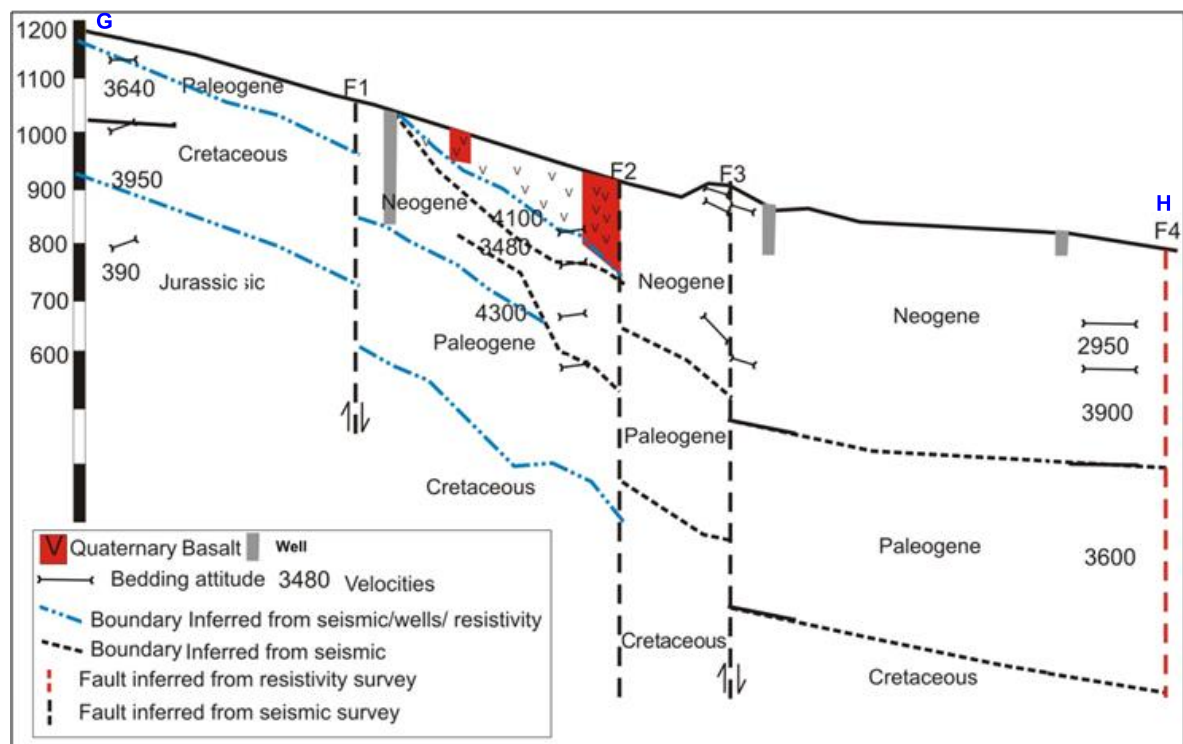 G
1200
1100
1000
900
800
700
600
3640
Paleogene
F1
Cretaceous
3950
390
Jurassic sic
Neogene
4100
3480
4300
Paleogene
Cretaceous
F2
F3
Neogene
Paleogene
Cretaceous
H
F4
Neogene
2950
3900
Paleogene
3600
Cretaceous
V Quaternary Basalt Well
Bedding attitude 3480 Velocities
Boundary Inferred from seismic/wells/ resistivity
Boundary Inferred from seismic
Fault inferred from resistivity survey
Fault inferred from seismic survey